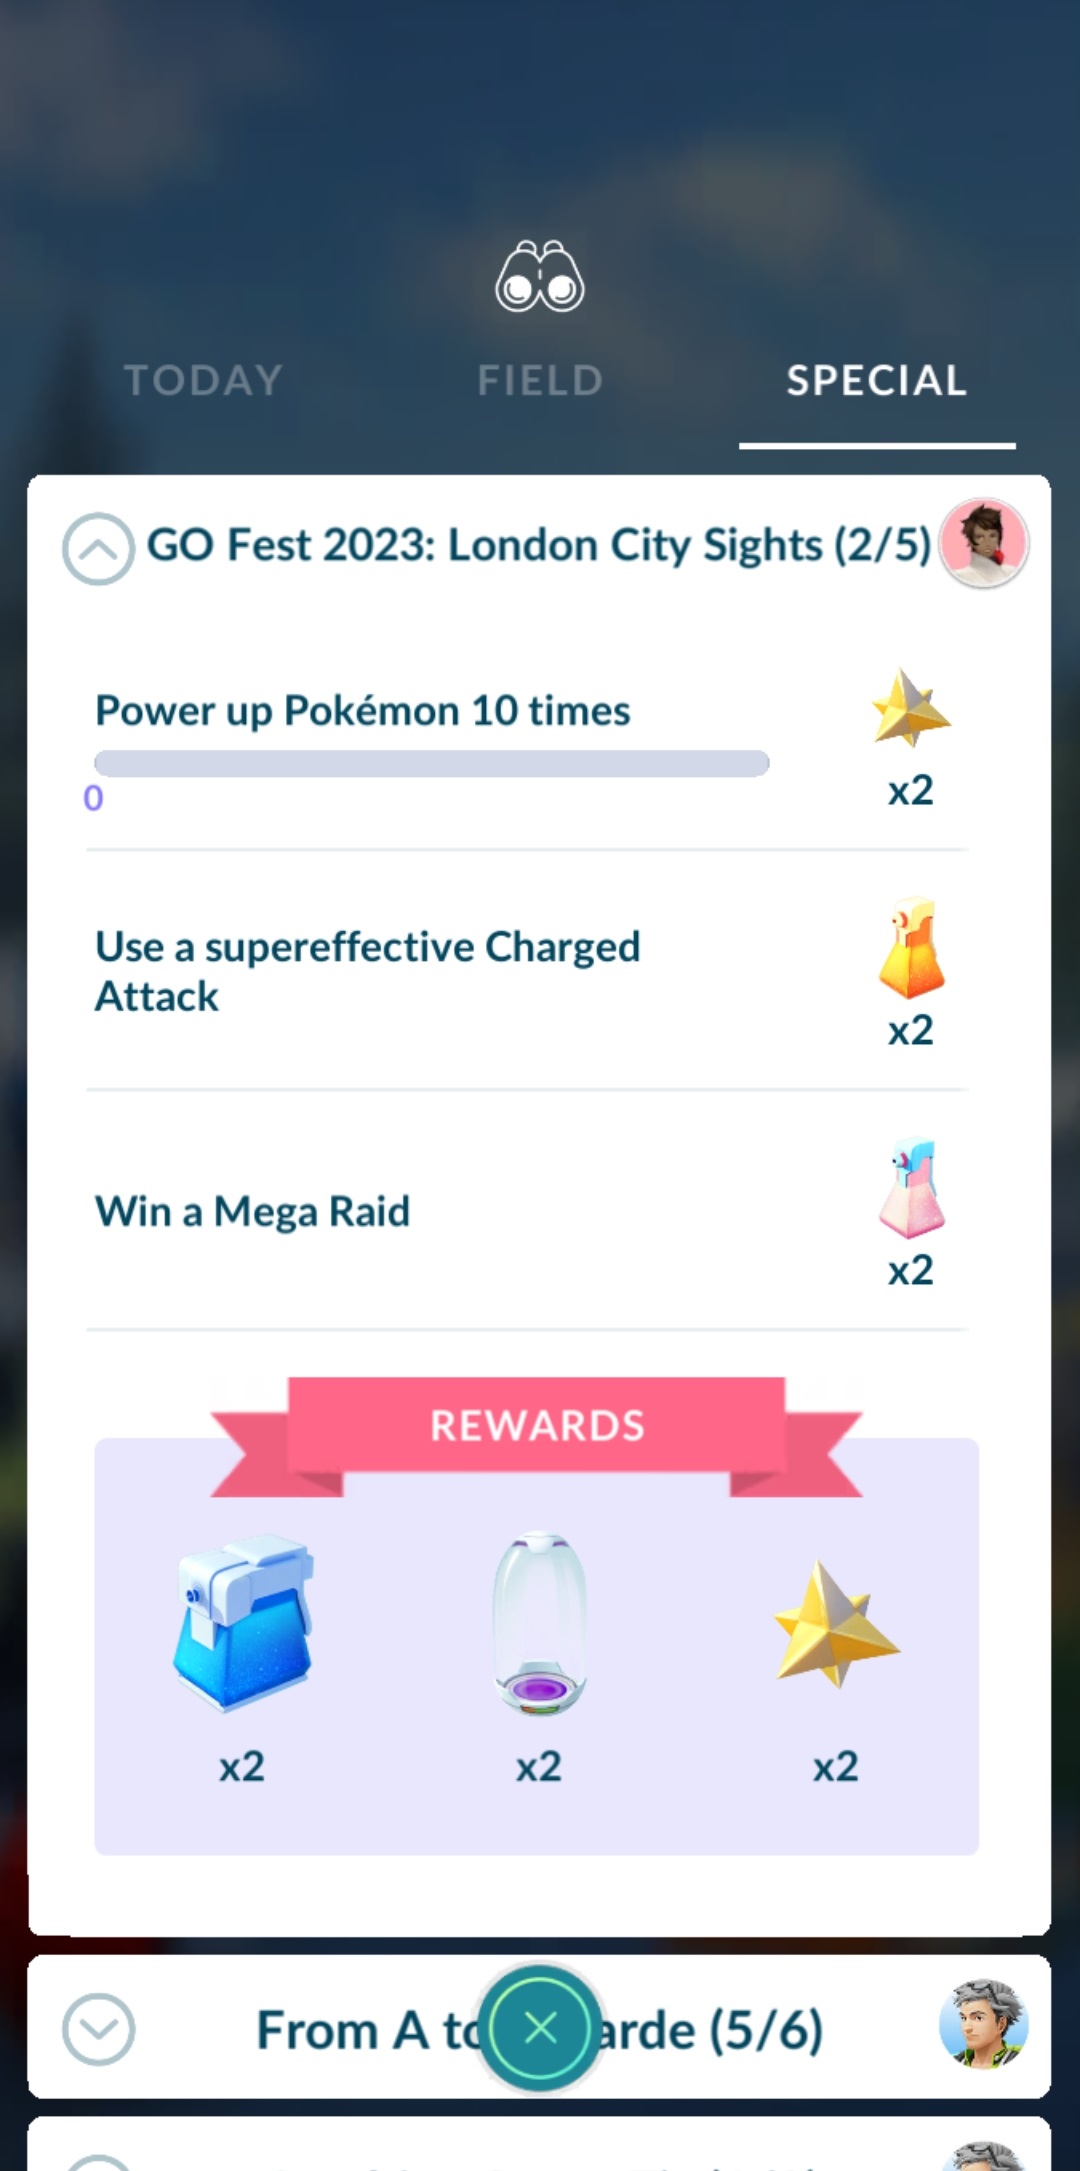 TODAY
FIELD
SPECIAL
GO Fest 2023: London City Sights (2/5)
Power up Pokémon 10 times
0
x2
Use a supereffective Charged
Attack
x2
Win a Mega Raid
x2
REWARDS
x2
x2
x2
From A to arde (5/6)